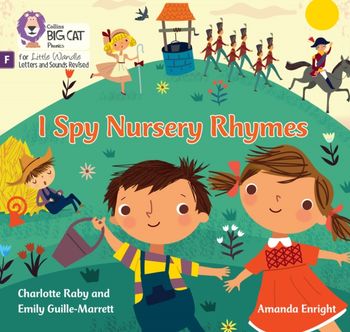 Collins
BIG CAT
Phonics
F
FOR Little Wandle
Letters and Sounds Revised
I Spy Nursery Rhymes
Charlotte Raby and
Emily Guille-Marrett
Amanda Enright